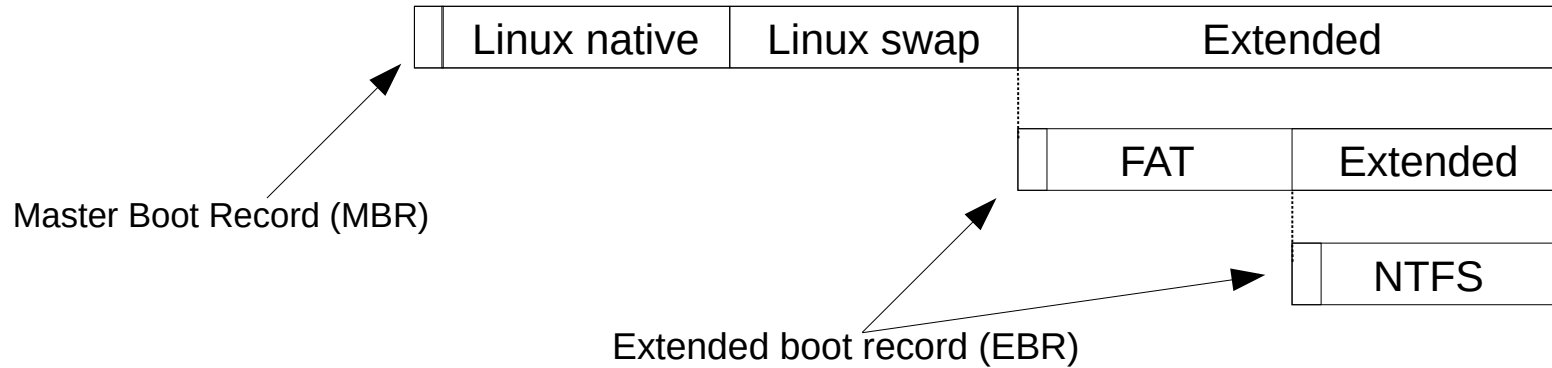 Linux native
Linux swap
Extended
FAT
Extended
Master Boot Record (MBR)
NTFS
Extended boot record (EBR)